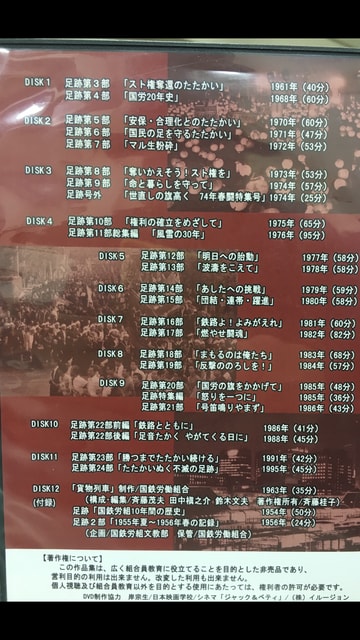 DISK1 足跡第3部 「スト権奪還のたたかい」 1961年(40分)
足跡第4部 「国労20年史」 1968年(60分)
DISK2 足跡第5部 「安保・合理化とのたたかい」 1970年(60分)
足跡第6部 「国民の足を守るたたかい」 1971年(47分)
足跡第7部 「マル生粉砕」 1972年(53分)
DISK3 足跡第8部 「奪いかえそう!スト権を」 1973年(53分)
足跡第9部 「命と暮らしを守って」 1974年(57分)
足跡号外 「世直しの旗高く '74年春闘特集号」 1974年(25分)
DISK4 足跡第10部 「権利の確立をめざして」 1975年(65分)
足跡第11部総集編 「風雪の30年」 1976年(95分)
DISK5 足跡第12部 「明日への胎動」 1977年(58分)
足跡第13部 「波濤をこえて」 1978年(58分)
DISK6 足跡第14部 「あしたへの挑戦」 1979年(59分)
足跡第15部 「団結・連帯・躍進」 1980年(58分)
DISK7 足跡第16部 「鉄路よ!よみがえれ」 1981年(60分)
足跡第17部 「燃やせ闘魂」 1982年(82分)
DISK8 足跡第18部 「まもるのは俺たち」 1983年(68分)
足跡第19部 「反撃ののろしを!」 1984年(57分)
DISK9 足跡第20部 「国労の旗をかかげて」 1985年(48分)
足跡特集編 「怒りを一つに」 1985年(36分)
足跡第21部 「号笛鳴りやまず」 1986年(43分)
DISK10 足跡第22部前編「鉄路とともに」 1986年(41分)
足跡第22部後編「足音たかく やがてくる日に」 1988年(45分)
DISK11 足跡第23部「勝つまでたたかい続ける」 1991年(42分)
足跡第24部「たたかいぬく不滅の足跡」 1992年(45分)
DISK12 「貨物列車」制作/国鉄労働組合 1963年(35分)
(付録) (構成・編集/斉藤茂夫 田中槇之介 鈴木文夫 著作権所有/斉藤桂子)
足跡「国鉄労組10年間の歴史」 1954年(50分)
足跡2部「1955年夏〜1956年春の記録」 1956年(24分)
(企画/国鉄労組文教部 保管/国鉄労働組合)
【著作権について】
この作品集は、広く組合員教育に役立てることを目的とした非売品であり、
営利目的の利用は出来ません。改変した利用も出来ません。
個人視聴及び組合員教育以外を目的とする使用にあたっては、権利者の許可が必要です。
DVD制作協力 岸宗生/日本映画学校/シネマ「ジャック&ベティ」/(株)イルージョン